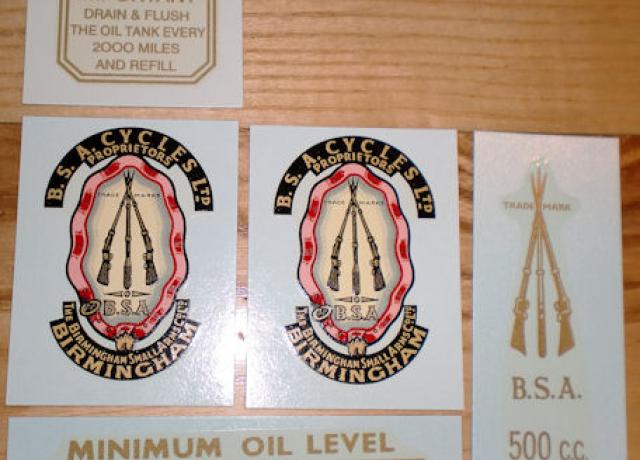 DRAIN & FLUSH
THE OIL TANK EVERY
2000 MILES
AND REFILL
B.S.A. CYCLES LTD
PROPRIETORS
TRADE MARKS
B.S.A
THE BIRMINGHAM SMALL ARMS Co LTD
BIRMINGHAM
B.S.A. CYCLES LTD
PROPRIETORS
TRADE MARKS
B.S.A
THE BIRMINGHAM SMALL ARMS Co LTD
BIRMINGHAM
TRADE MARK
B.S.A.
500 C.C.
MINIMUM OIL LEVEL